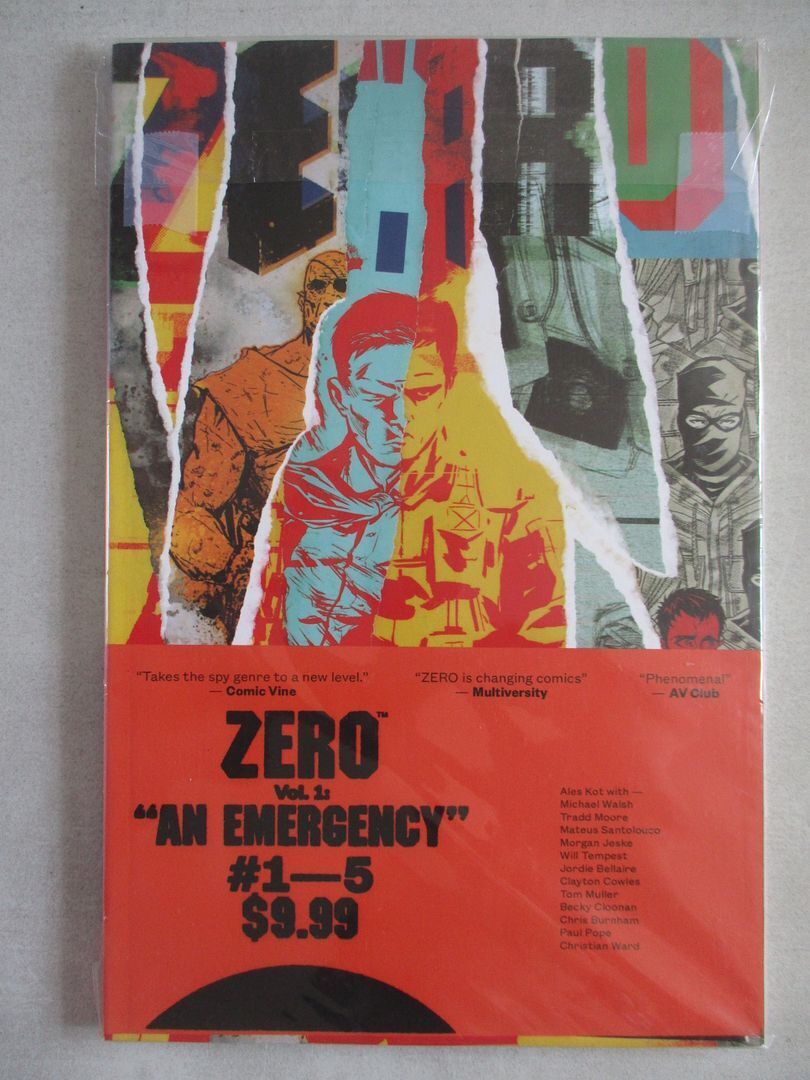 ZERO
“Takes the spy genre to a new level.”
— Comic Vine
“ZERO is changing comics”
— Multiversity
“Phenomenal”
— AV Club
ZERO™
Vol. 1:
“AN EMERGENCY”
#1—5
$9.99
Ales Kot with —
Michael Walsh
Tradd Moore
Mateus Santolouco
Morgan Jeske
Will Tempest
Jordie Bellaire
Clayton Cowles
Tom Muller
Becky Cloonan
Chris Burnham
Paul Pope
Christian Ward